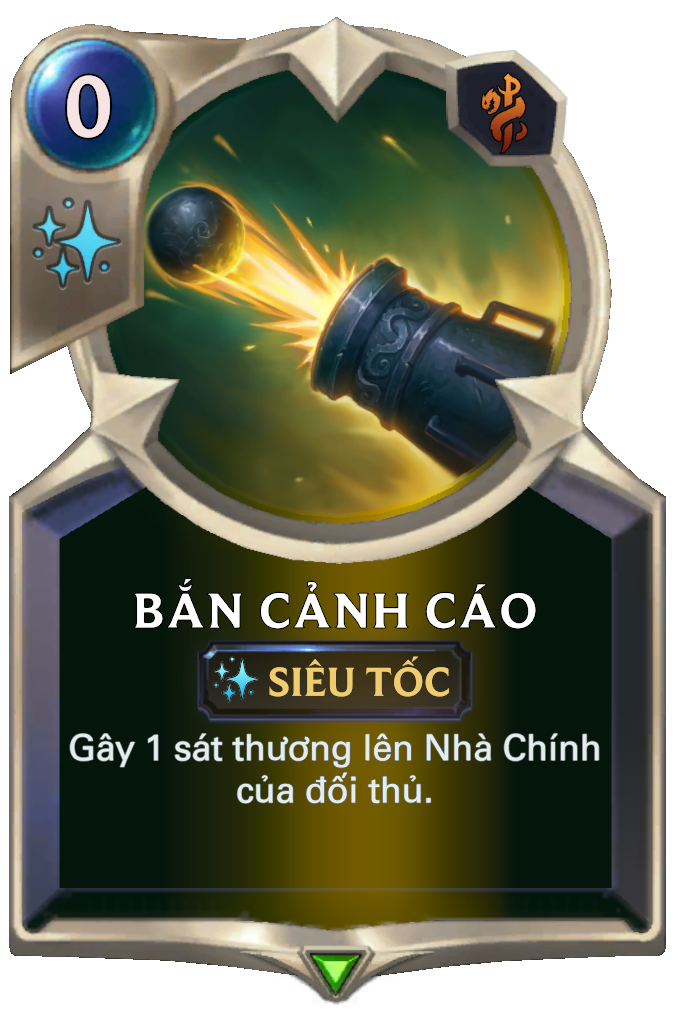 0
BẮN CẢNH CÁO
SIÊU TỐC
Gây 1 sát thương lên Nhà Chính
của đối thủ.